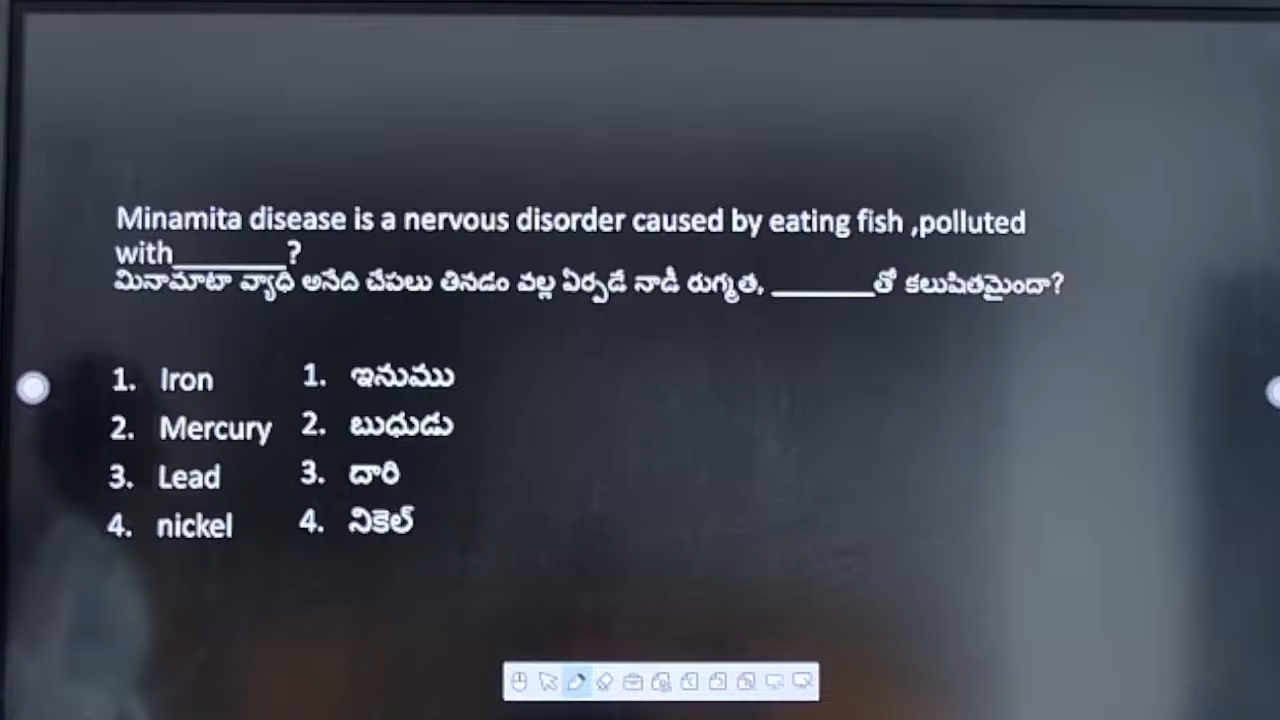 Minamita disease is a nervous disorder caused by eating fish ,polluted
with_______?
మినామాటా వ్యాధి అనేది చేపలు తినడం వల్ల ఏర్పడే నాడీ రుగ్మత, _______తో కలుషితమైందా?
1. Iron 1. ఇనుము
2. Mercury 2. బుధుడు
3. Lead 3. దారి
4. nickel 4. నికెల్